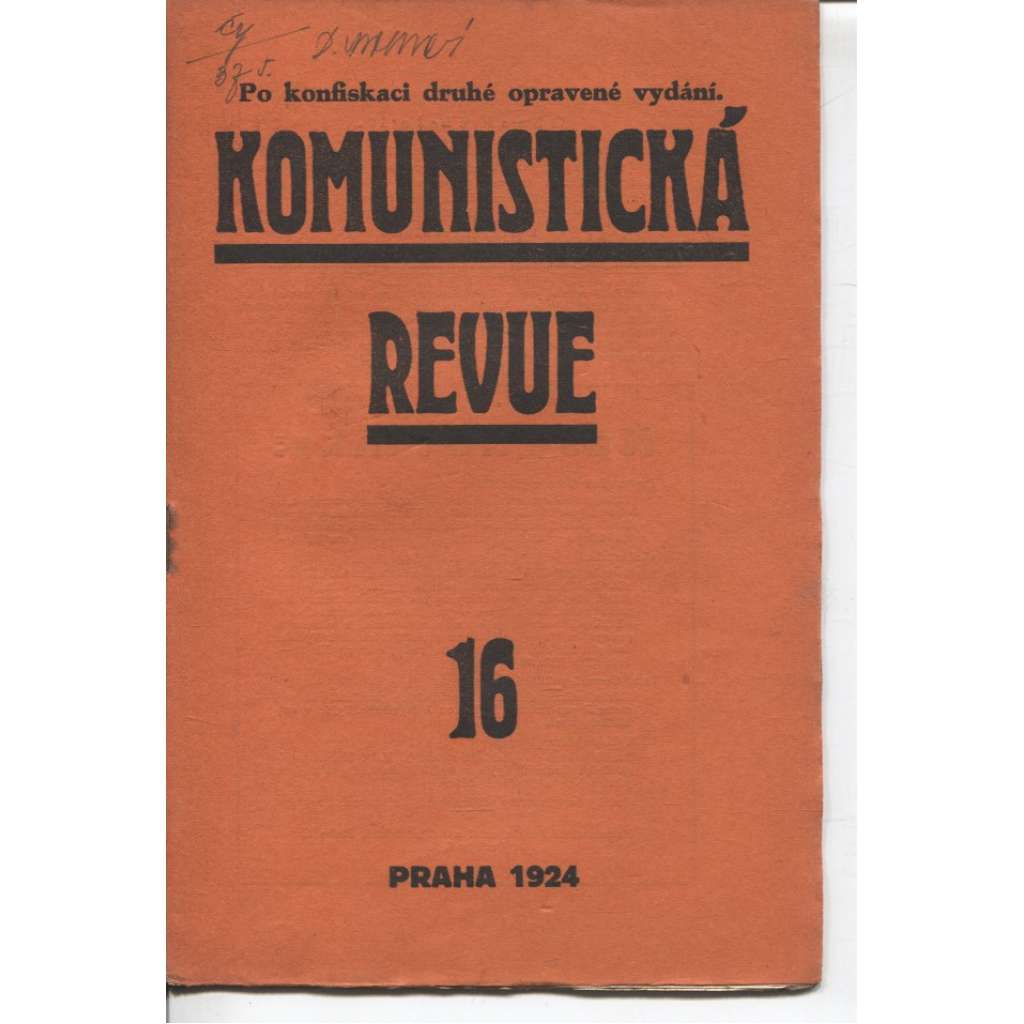 Po konfiskaci druhé opravené vydání.
KOMUNISTICKÁ
REVUE
16
PRAHA 1924